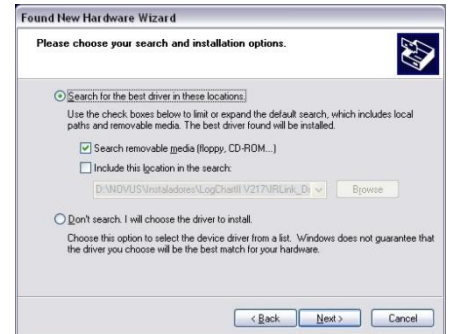 Found New Hardware Wizard
Please choose your search and installation options.
Search for the best driver in these locations.
Use the check boxes below to limit or expand the default search, which includes local
paths and removable media. The best driver found will be installed.
Search removable media (floppy, CD-ROM...)
Include this location in the search:
D:\NOVUS\Instaladores\LogChartII V217\IRLink_Di
Browse
Don't search. I will choose the driver to install.
Choose this option to select the device driver from a list. Windows does not guarantee that
the driver you choose will be the best match for your hardware.
< Back Next > Cancel